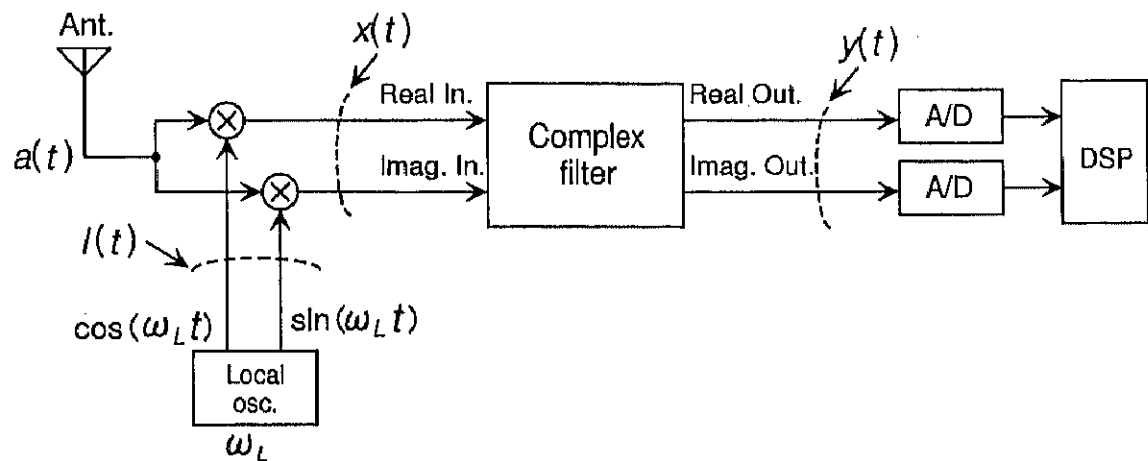 Ant.
x(t)
y(t)
Real In.
Real Out.
A/D
a(t)
Complex
filter
DSP
Imag. In.
Imag. Out.
A/D
l(t)
cos(ω_L t)
sin(ω_L t)
Local
osc.
ω_L